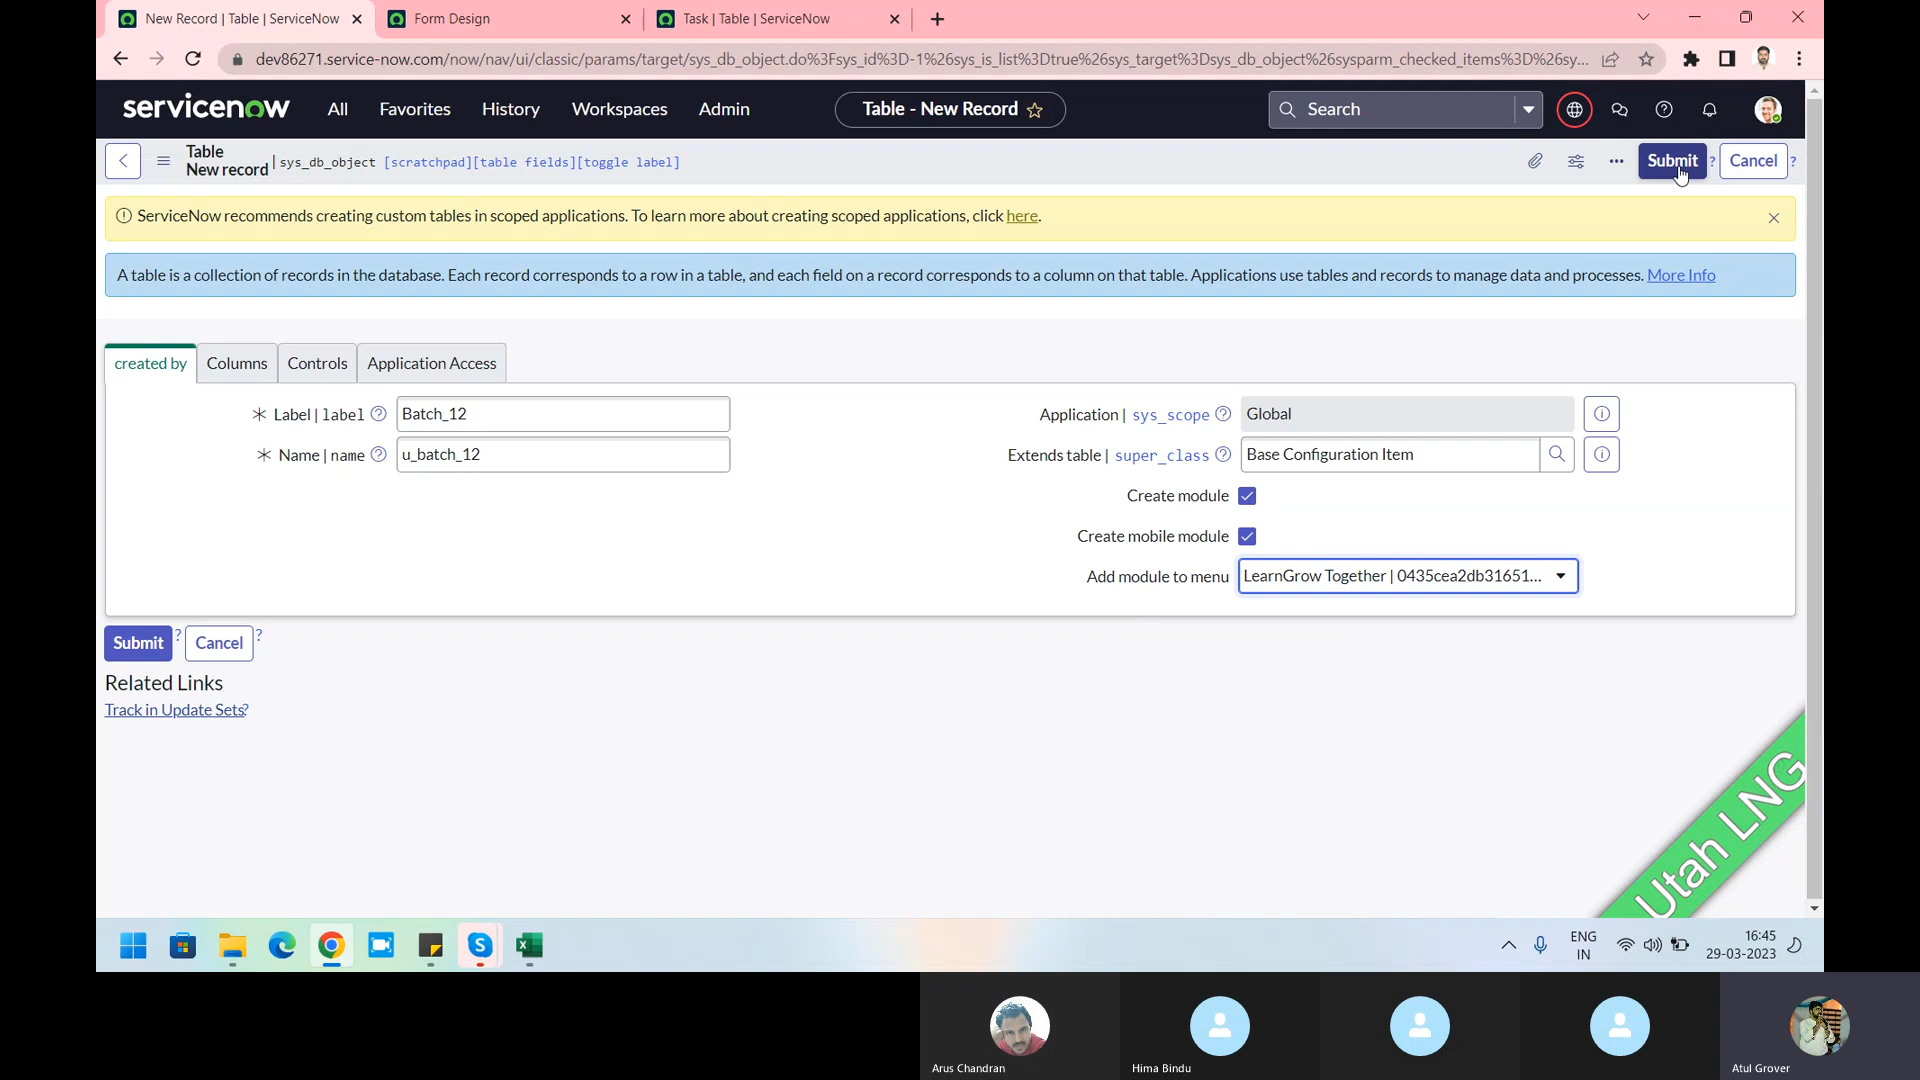 New Record | Table | ServiceNow
Form Design
Task | Table | ServiceNow
dev86271.service-now.com/now/nav/ui/classic/params/target/sys_db_object.do%3Fsys_id%3D-1%26sys_is_list%3Dtrue%26sys_target%3Dsys_db_object%26sysparm_checked_items%3D%26sy...
servicenow
All
Favorites
History
Workspaces
Admin
Table - New Record
Search
Table
New record
sys_db_object [scratchpad][table fields][toggle label]
Submit
?
Cancel
?
ServiceNow recommends creating custom tables in scoped applications. To learn more about creating scoped applications, click here.
A table is a collection of records in the database. Each record corresponds to a row in a table, and each field on a record corresponds to a column on that table. Applications use tables and records to manage data and processes. More Info
created by
Columns
Controls
Application Access
Label | label
Batch_12
Application | sys_scope
Global
Name | name
u_batch_12
Extends table | super_class
Base Configuration Item
Create module
Create mobile module
Add module to menu
LearnGrow Together | 0435cea2db31651...
Submit
?
Cancel
?
Related Links
Track in Update Sets?
Utah LNG
ENG
IN
16:45
29-03-2023
Arus Chandran
Hima Bindu
Atul Grover